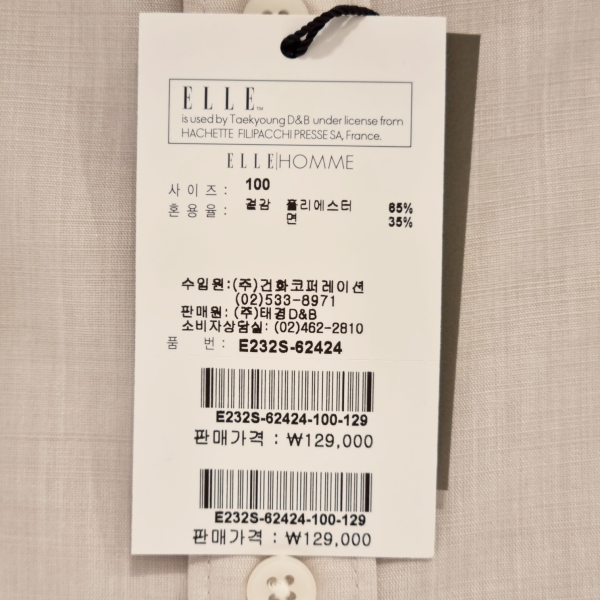 ELLE™
is used by Taekyoung D&B under license from
HACHETTE FILIPACCHI PRESSE SA, France.
ELLE|HOMME
사 이 즈 : 100
혼 용 율 : 겉감 폴리에스터 65%
면 35%
수입원:(주)건화코퍼레이션
(02)533-8971
판매원: (주)태경D&B
소비자상담실: (02)462-2810
품 번 : E232S-62424
E232S-62424-100-129
판매가격 : ₩129,000
E232S-62424-100-129
판매가격 : ₩129,000